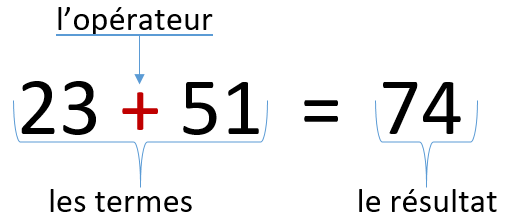 l’opérateur
23 + 51 = 74
les termes le résultat